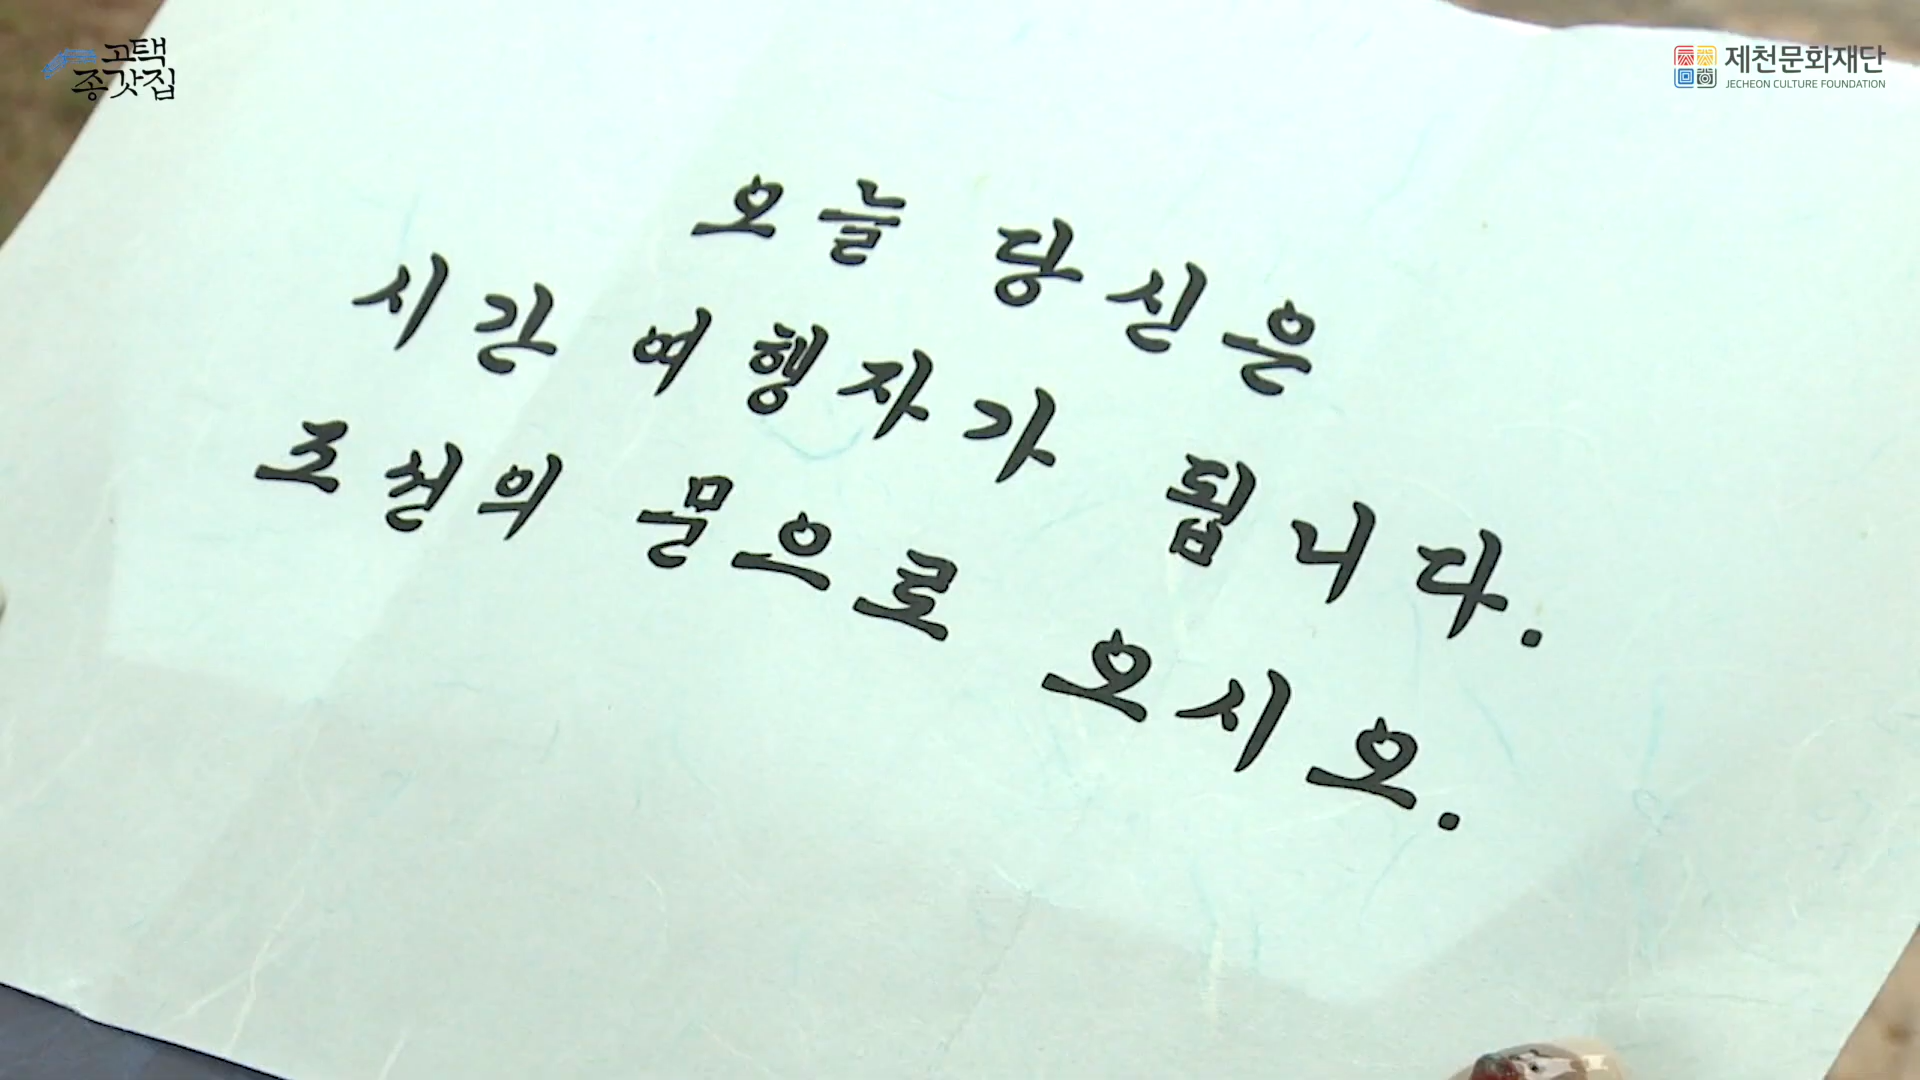 고택
종갓집
제천문화재단
JECHEON CULTURE FOUNDATION
오늘 당신은
시간 여행자가 됩니다.
조선의 문으로 오시오.